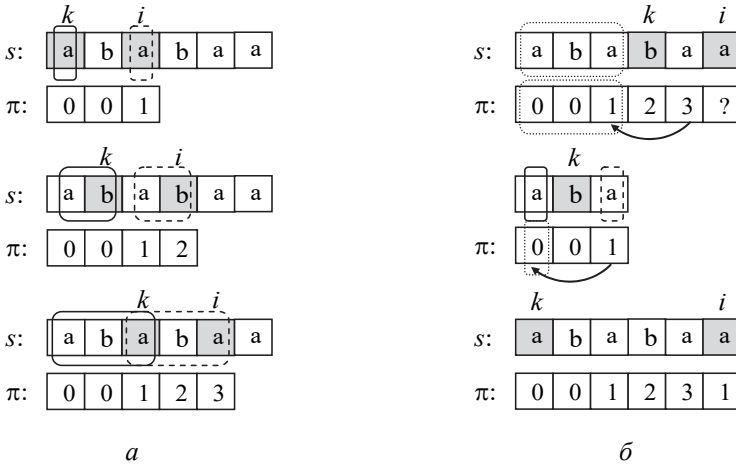 k i
s: a b a b a a
π: 0 0 1
k i
s: a b a b a a
π: 0 0 1 2
k i
s: a b a b a a
π: 0 0 1 2 3
а
k i
s: a b a b a a
π: 0 0 1 2 3 ?
k
s: a b a
π: 0 0 1
k i
s: a b a b a a
π: 0 0 1 2 3 1
б